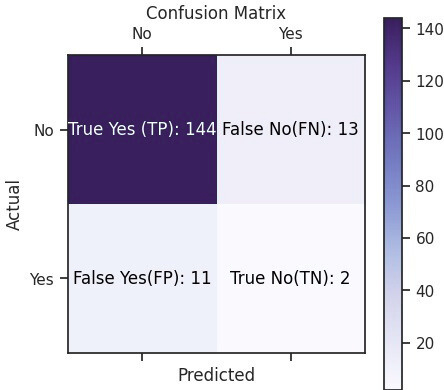 Confusion Matrix
No Yes
No True Yes (TP): 144 False No(FN): 13
Actual
Yes False Yes(FP): 11 True No(TN): 2
Predicted
140
120
100
80
60
40
20